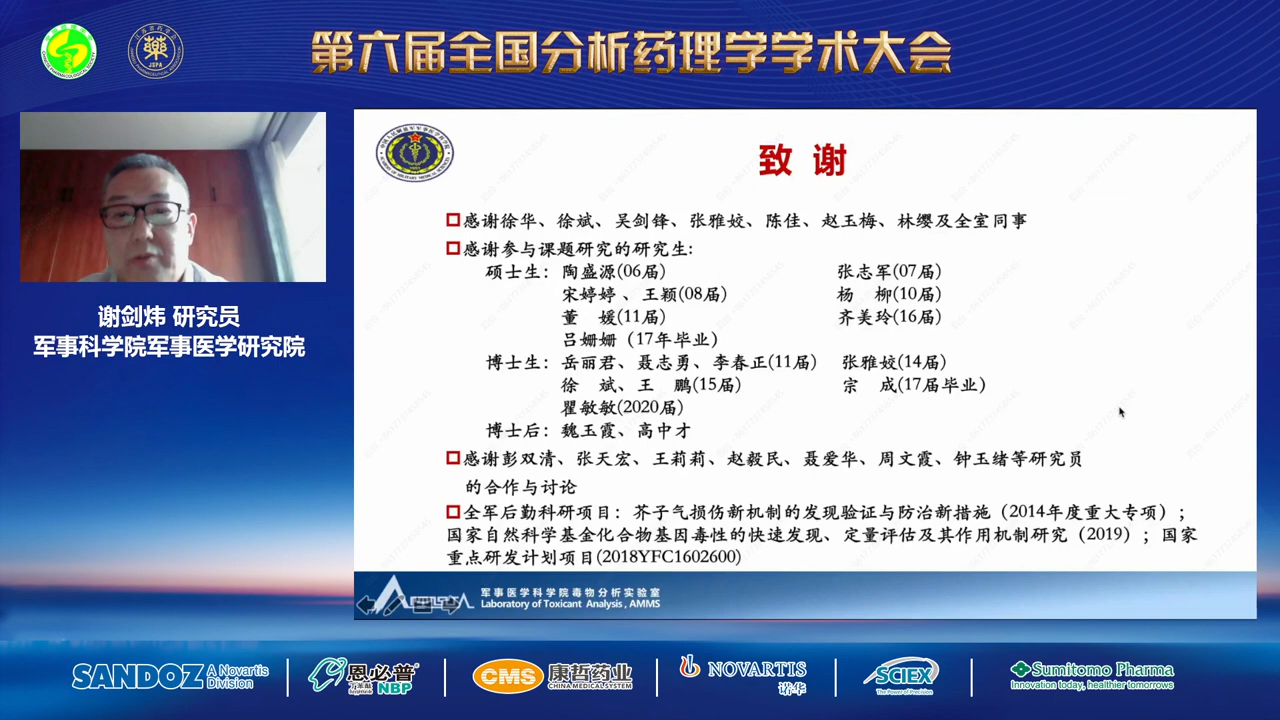 第六届全国分析药理学学术大会
JSPA
谢剑炜 研究员
军事科学院军事医学研究院
致 谢
感谢徐华、徐斌、吴剑锋、张雅姣、陈佳、赵玉梅、林缨及全室同事
感谢参与课题研究的研究生:
硕士生：陶盛源(06届) 张志军(07届)
宋婷婷 、王颖(08届) 杨 柳(10届)
董 媛(11届) 齐美玲(16届)
吕姗姗（17年毕业）
博士生：岳丽君、聂志勇、李春正(11届) 张雅姣(14届)
徐 斌、王 鹏(15届) 宗 成(17届毕业)
翟敏敏(2020届)
博士后：魏玉霞、高中才
感谢彭双清、张天宏、王莉莉、赵毅民、聂爱华、周文霞、钟玉绪等研究员
的合作与讨论
全军后勤科研项目：芥子气损伤新机制的发现验证与防治新措施（2014年度重大专项）；
国家自然科学基金化合物基因毒性的快速发现、定量评估及其作用机制研究（2019）；国家
重点研发计划项目(2018YFC1602600)
军事医学科学院毒物分析实验室
Laboratory of Toxicant Analysis , AMMS
SANDOZ A Novartis Division
恩必普 NBP
CMS 康哲药业 CHINA MEDICAL SYSTEM
NOVARTIS 诺华
SCIEX The Power of Precision
Sumitomo Pharma
Innovation today, healthier tomorrows